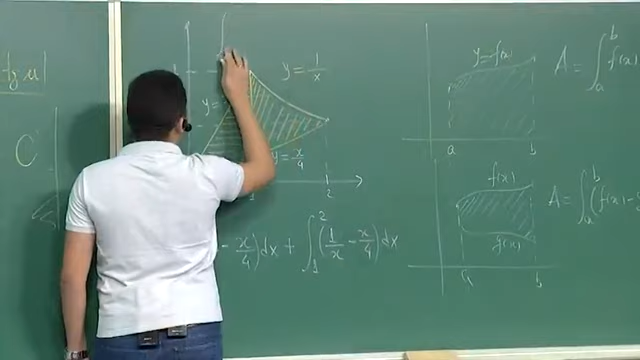 y = 1/x
y =
y = x/4
1
2
- x/4) dx + ∫₁² (1/x - x/4) dx
C
y = f(x)
A = ∫ₐᵇ f(x)
a b
f(x)
g(x)
A = ∫ₐᵇ (f(x) -
a b